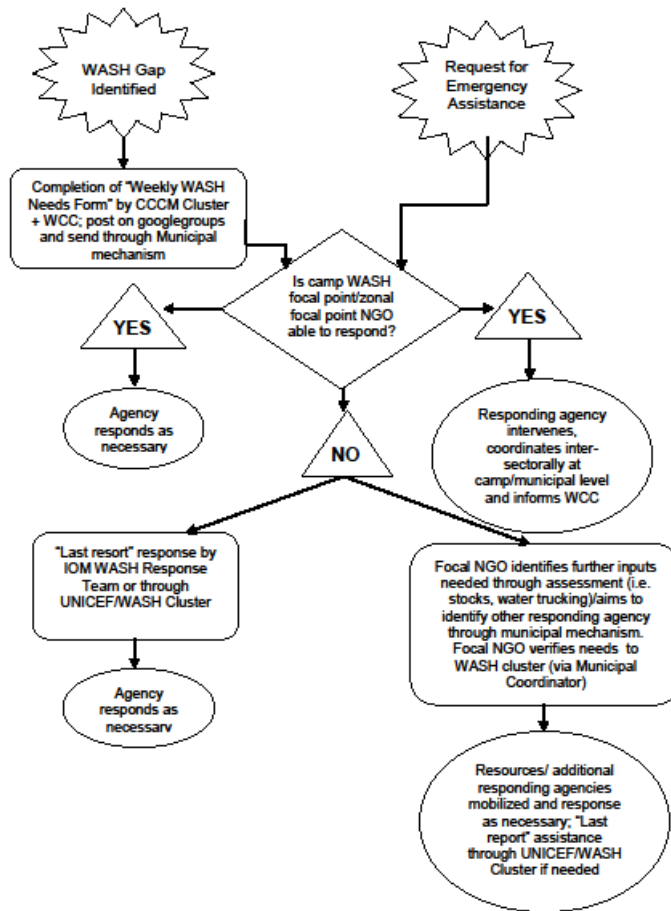 WASH Gap
Identified
Request for
Emergency
Assistance
Completion of "Weekly WASH
Needs Form" by CCCM Cluster
+ WCC; post on googlegroups
and send through Municipal
mechanism
Is camp WASH
focal point/zonal
focal point NGO
able to respond?
YES
YES
Agency
responds as
necessary
Responding agency
intervenes,
coordinates inter-
sectorally at
camp/municipal level
and informs WCC
NO
"Last resort" response by
IOM WASH Response
Team or through
UNICEF/WASH Cluster
Focal NGO identifies further inputs
needed through assessment (i.e.
stocks, water trucking)/aims to
identify other responding agency
through municipal mechanism.
Focal NGO verifies needs to
WASH cluster (via Municipal
Coordinator)
Agency
responds as
necessary
Resources/ additional
responding agencies
mobilized and response
as necessary; "Last
report" assistance
through UNICEF/WASH
Cluster if needed